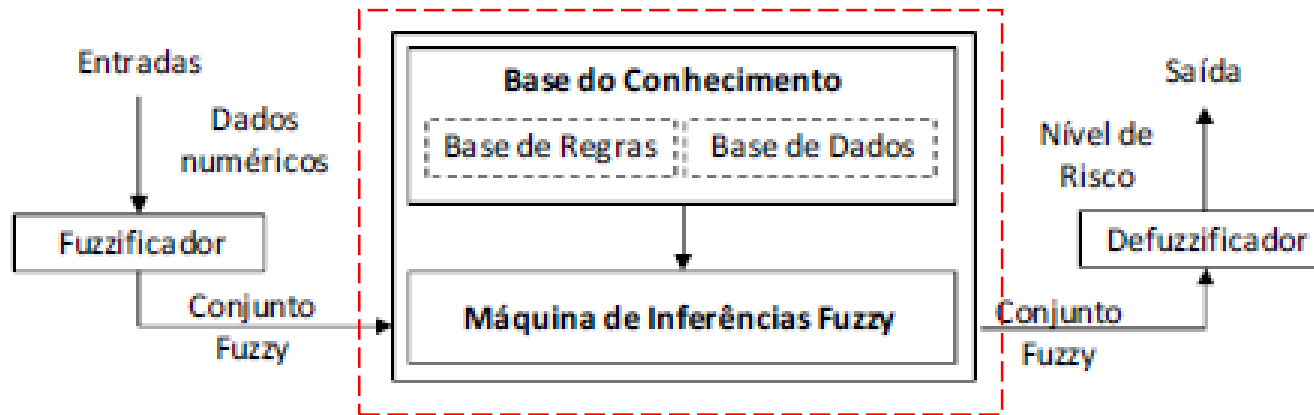 Entradas
Dados
numéricos
Fuzzificador
Conjunto
Fuzzy
Base do Conhecimento
Base de Regras
Base de Dados
Máquina de Inferências Fuzzy
Conjunto
Fuzzy
Defuzzificador
Nível de
Risco
Saída